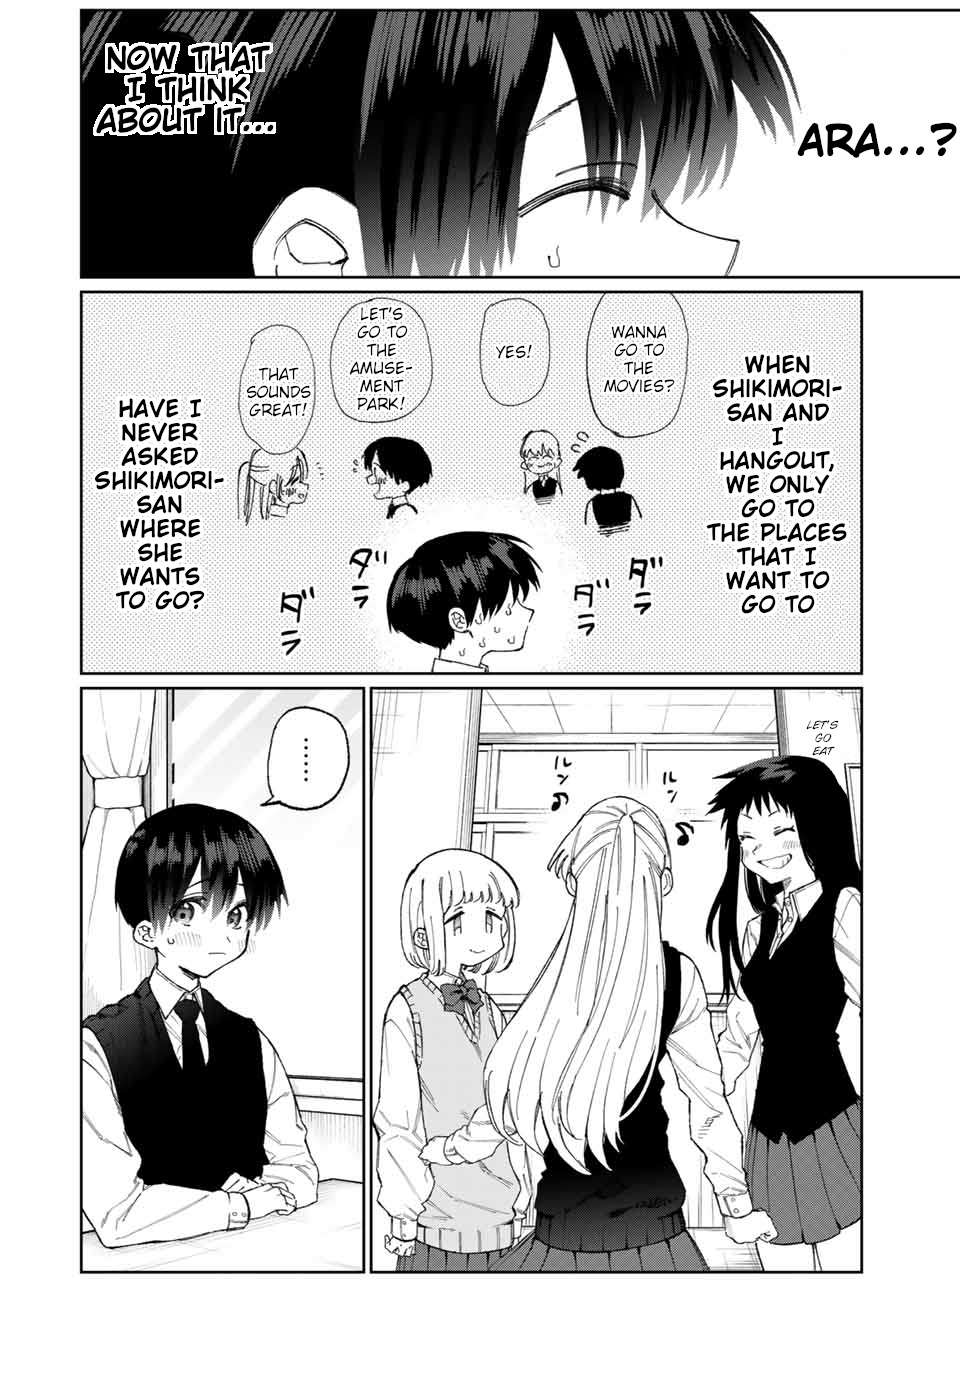 ARA...?
NOW THAT
I THINK
ABOUT IT...
WHEN
SHIKIMORI-
SAN AND
I
HANGOUT,
WE ONLY
GO TO
THE PLACES
THAT I
WANT TO
GO TO
WANNA
GO TO
THE
MOVIES?
YES!
LET'S
GO TO
THE
AMUSE-
MENT
PARK!
THAT
SOUNDS
GREAT!
HAVE I
NEVER
ASKED
SHIKIMORI-
SAN
WHERE
SHE
WANTS
TO GO?
ダラ
ダラ
ダラ
ダラ
LET'S
GO
EAT
ルン♪
ルン♪
......